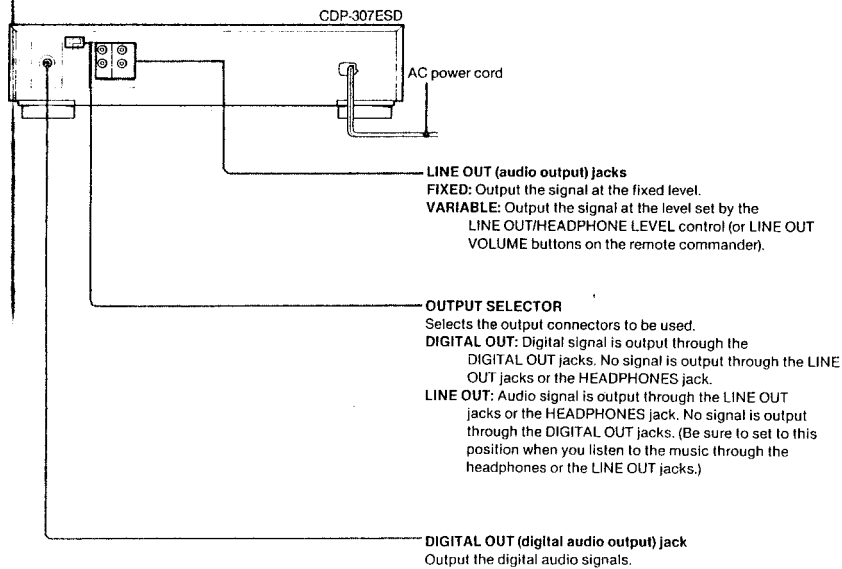 CDP-307ESD
AC power cord
LINE OUT (audio output) jacks
FIXED: Output the signal at the fixed level.
VARIABLE: Output the signal at the level set by the
LINE OUT/HEADPHONE LEVEL control (or LINE OUT
VOLUME buttons on the remote commander).
OUTPUT SELECTOR
Selects the output connectors to be used.
DIGITAL OUT: Digital signal is output through the
DIGITAL OUT jacks. No signal is output through the LINE
OUT jacks or the HEADPHONES jack.
LINE OUT: Audio signal is output through the LINE OUT
jacks or the HEADPHONES jack. No signal is output
through the DIGITAL OUT jacks. (Be sure to set to this
position when you listen to the music through the
headphones or the LINE OUT jacks.)
DIGITAL OUT (digital audio output) jack
Output the digital audio signals.